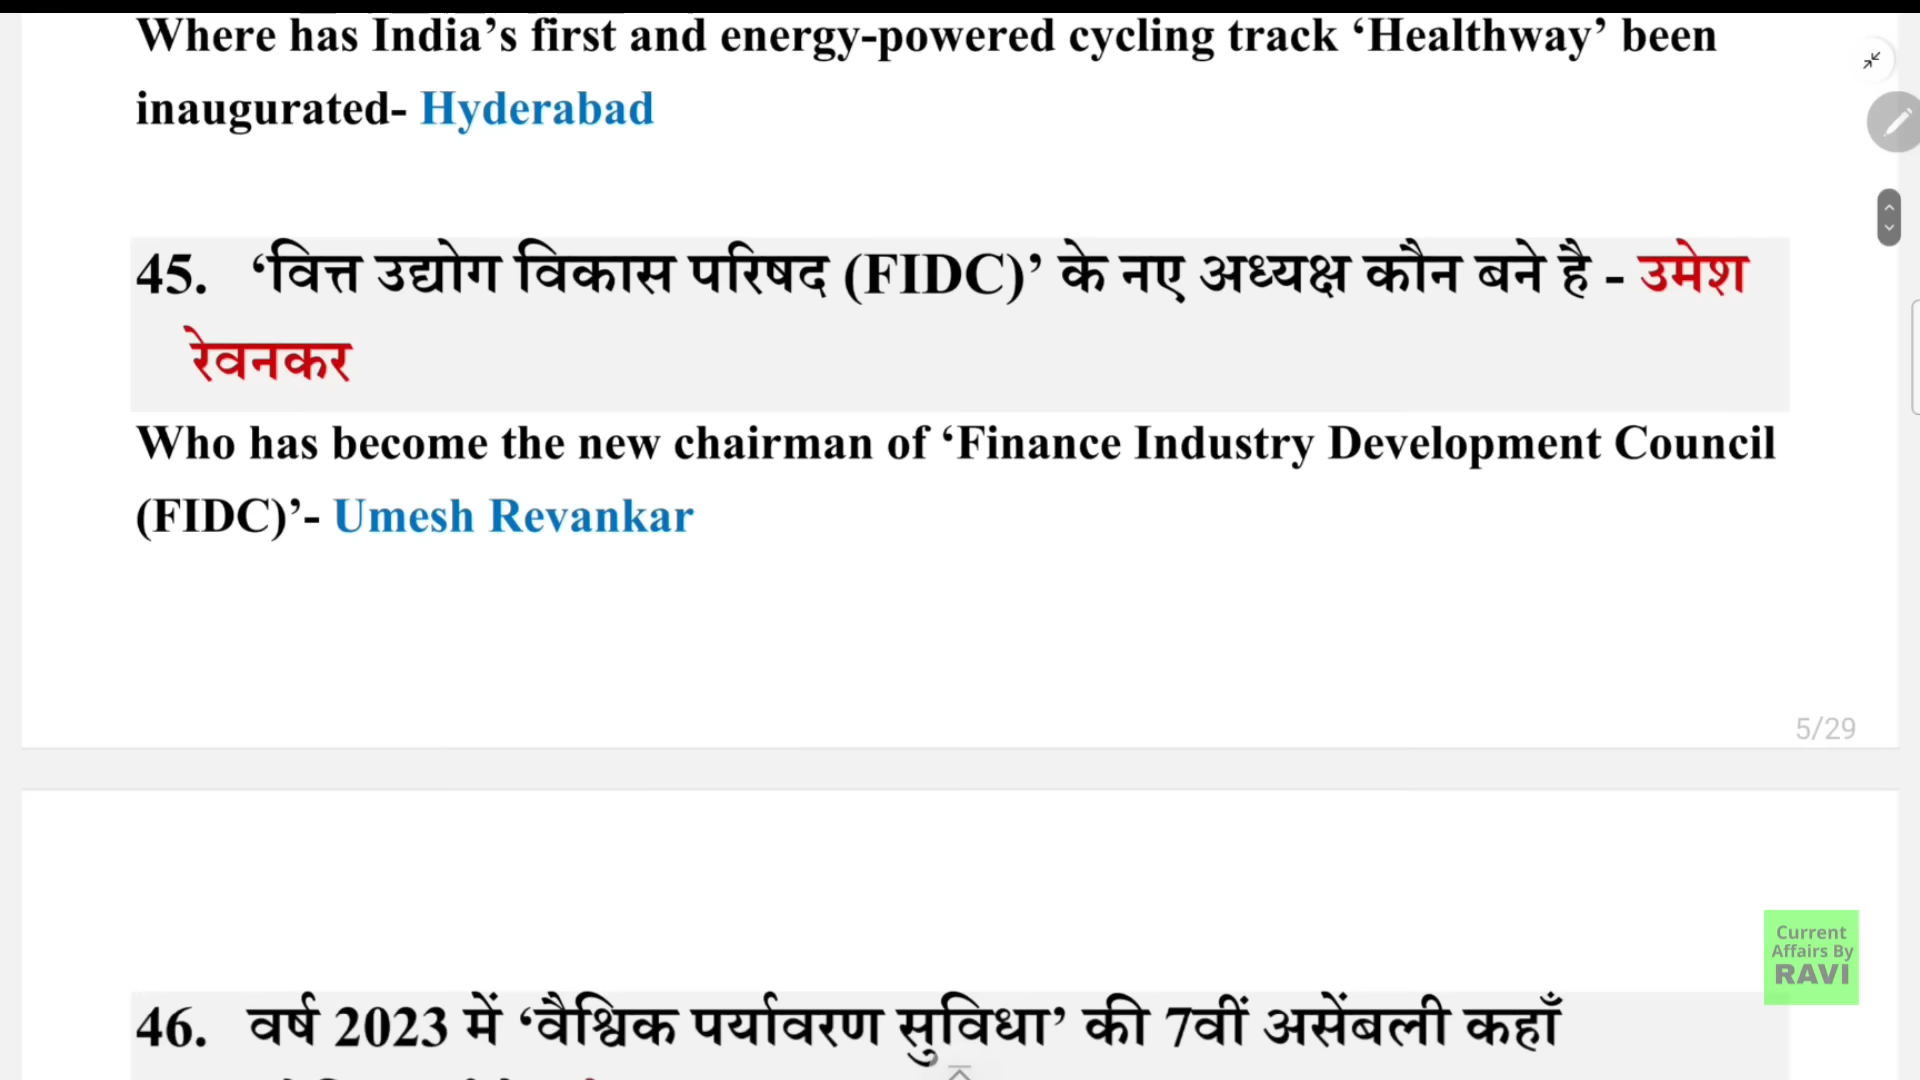 Where has India’s first and energy-powered cycling track ‘Healthway’ been
inaugurated- Hyderabad
45. ‘वित्त उद्योग विकास परिषद (FIDC)’ के नए अध्यक्ष कौन बने है - उमेश
रेवनकर
Who has become the new chairman of ‘Finance Industry Development Council
(FIDC)’- Umesh Revankar
5/29
Current
Affairs By
RAVI
46. वर्ष 2023 में ‘वैश्विक पर्यावरण सुविधा’ की 7वीं असेंबली कहाँ